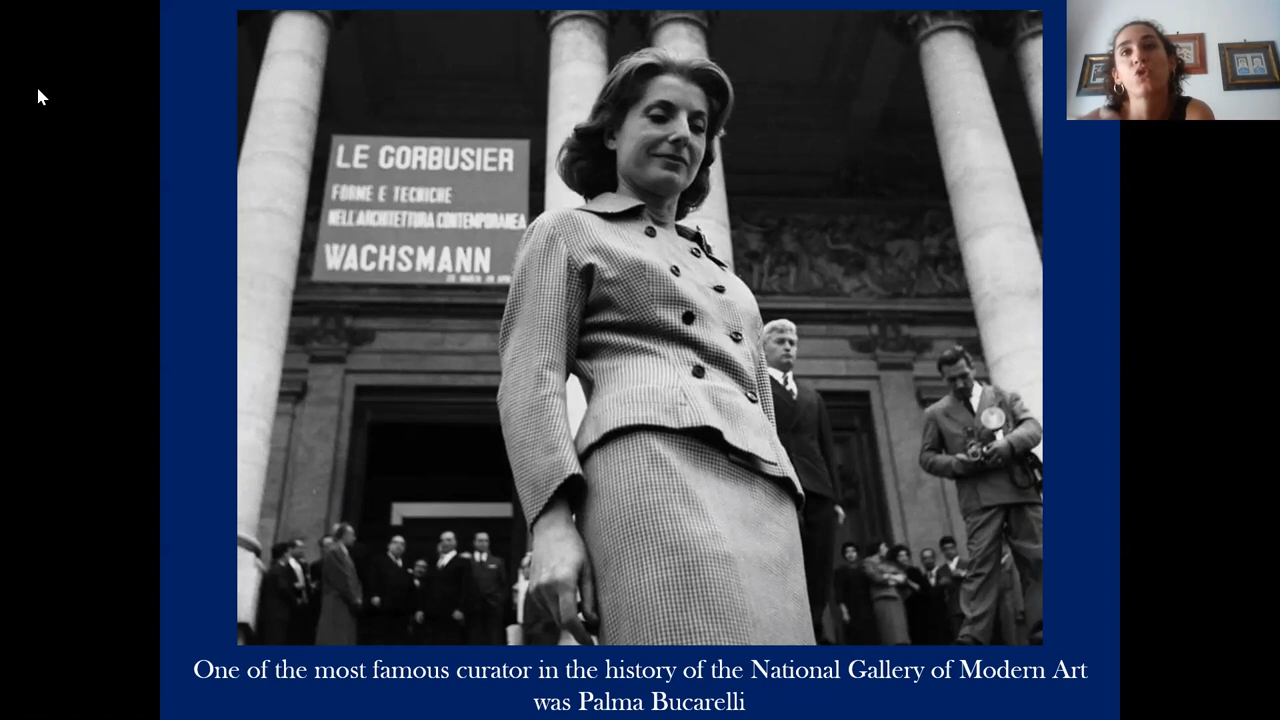 LE CORBUSIER
FORME E TECNICHE
NELL'ARCHITETTURA CONTEMPORANEA
WACHSMANN
One of the most famous curator in the history of the National Gallery of Modern Art
was Palma Bucarelli